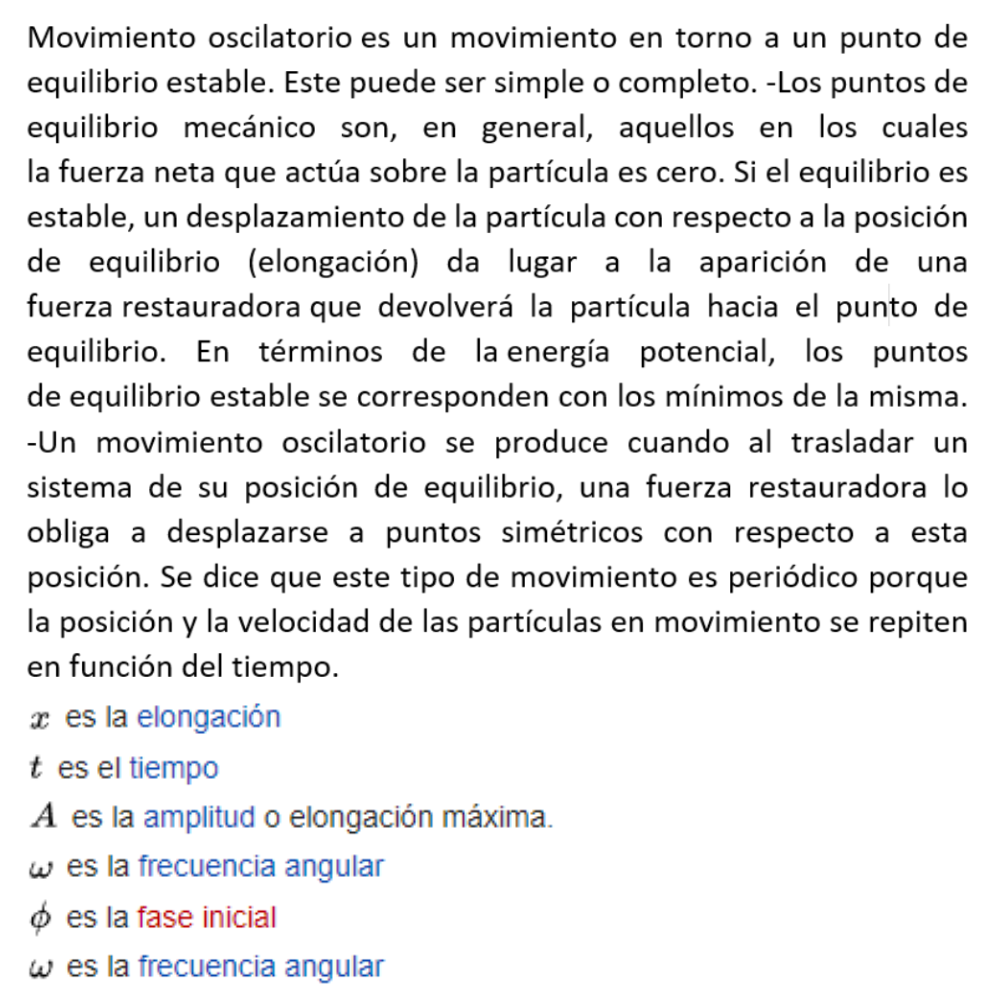 Movimiento oscilatorio es un movimiento en torno a un punto de
equilibrio estable. Este puede ser simple o completo. -Los puntos de
equilibrio mecánico son, en general, aquellos en los cuales
la fuerza neta que actúa sobre la partícula es cero. Si el equilibrio es
estable, un desplazamiento de la partícula con respecto a la posición
de equilibrio (elongación) da lugar a la aparición de una
fuerza restauradora que devolverá la partícula hacia el punto de
equilibrio. En términos de la energía potencial, los puntos
de equilibrio estable se corresponden con los mínimos de la misma.
-Un movimiento oscilatorio se produce cuando al trasladar un
sistema de su posición de equilibrio, una fuerza restauradora lo
obliga a desplazarse a puntos simétricos con respecto a esta
posición. Se dice que este tipo de movimiento es periódico porque
la posición y la velocidad de las partículas en movimiento se repiten
en función del tiempo.
x es la elongación
t es el tiempo
A es la amplitud o elongación máxima.
ω es la frecuencia angular
ϕ es la fase inicial
ω es la frecuencia angular